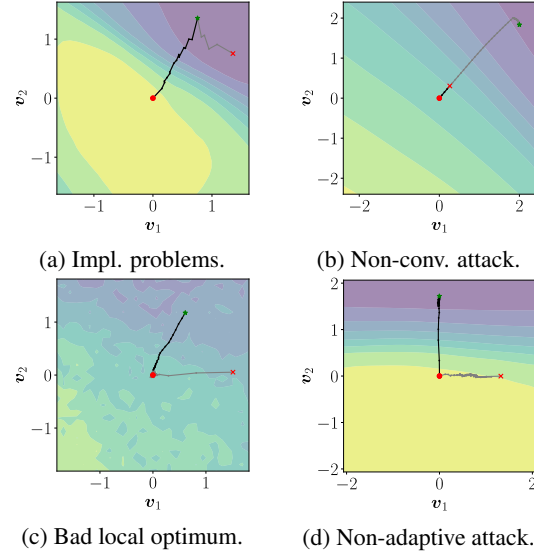 1
0
−1
v2
−1
0
1
v1
(a) Impl. problems.
2
1
0
−1
−2
−2
0
2
v1
(b) Non-conv. attack.
1
0
−1
v2
−1
0
1
v1
(c) Bad local optimum.
2
1
0
−1
−2
v2
−2
0
2
v1
(d) Non-adaptive attack.